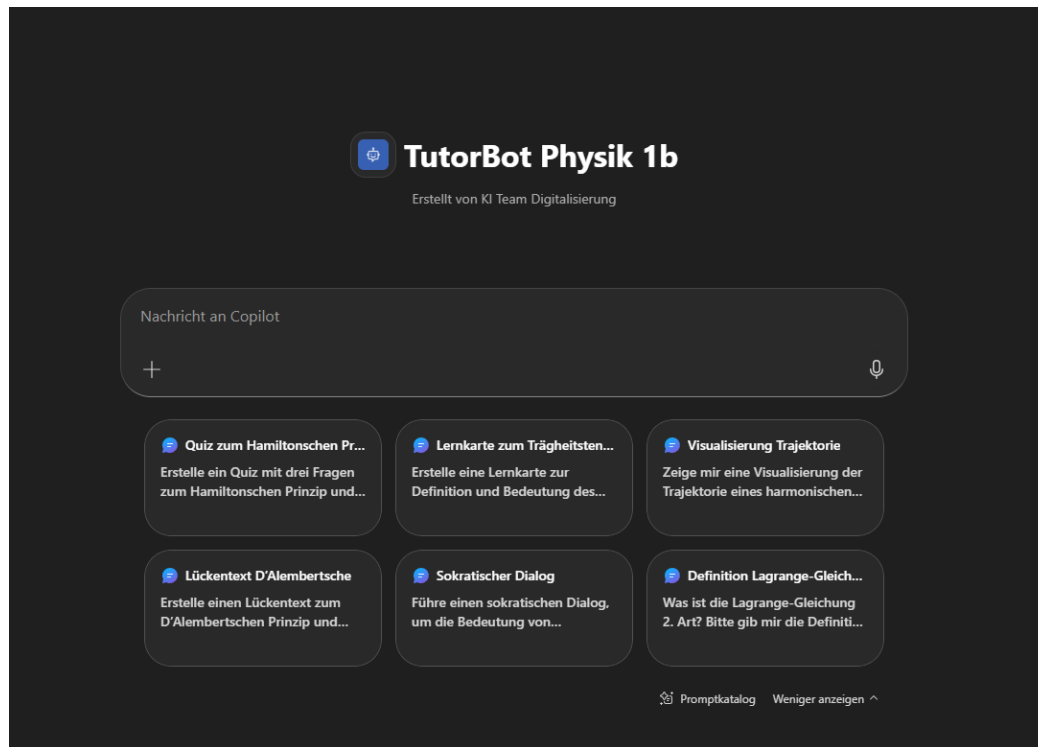 TutorBot Physik 1b
Erstellt von KI Team Digitalisierung
Nachricht an Copilot
Quiz zum Hamiltonschen Pr...
Erstelle ein Quiz mit drei Fragen
zum Hamiltonschen Prinzip und...
Lernkarte zum Trägheitsten...
Erstelle eine Lernkarte zur
Definition und Bedeutung des...
Visualisierung Trajektorie
Zeige mir eine Visualisierung der
Trajektorie eines harmonischen...
Lückentext D'Alembertsche
Erstelle einen Lückentext zum
D'Alembertschen Prinzip und...
Sokratischer Dialog
Führe einen sokratischen Dialog,
um die Bedeutung von...
Definition Lagrange-Gleich...
Was ist die Lagrange-Gleichung
2. Art? Bitte gib mir die Definiti...
Promptkatalog
Weniger anzeigen